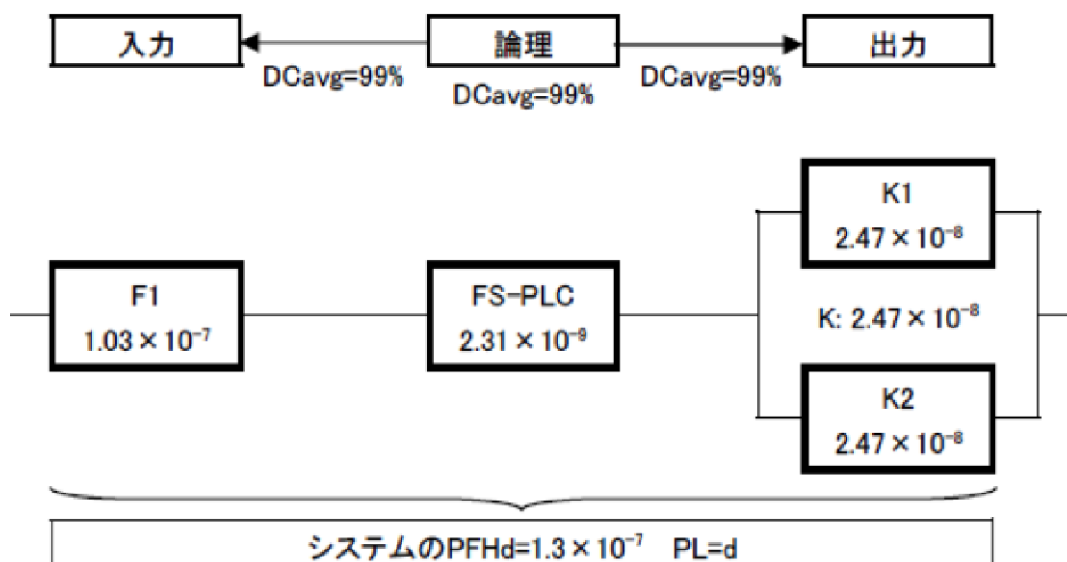 入力
論理
出力
DCavg=99%
DCavg=99%
DCavg=99%
F1
1.03×10⁻⁷
FS-PLC
2.31×10⁻⁹
K1
2.47×10⁻⁸
K: 2.47×10⁻⁸
K2
2.47×10⁻⁸
システムのPFHd=1.3×10⁻⁷ PL=d